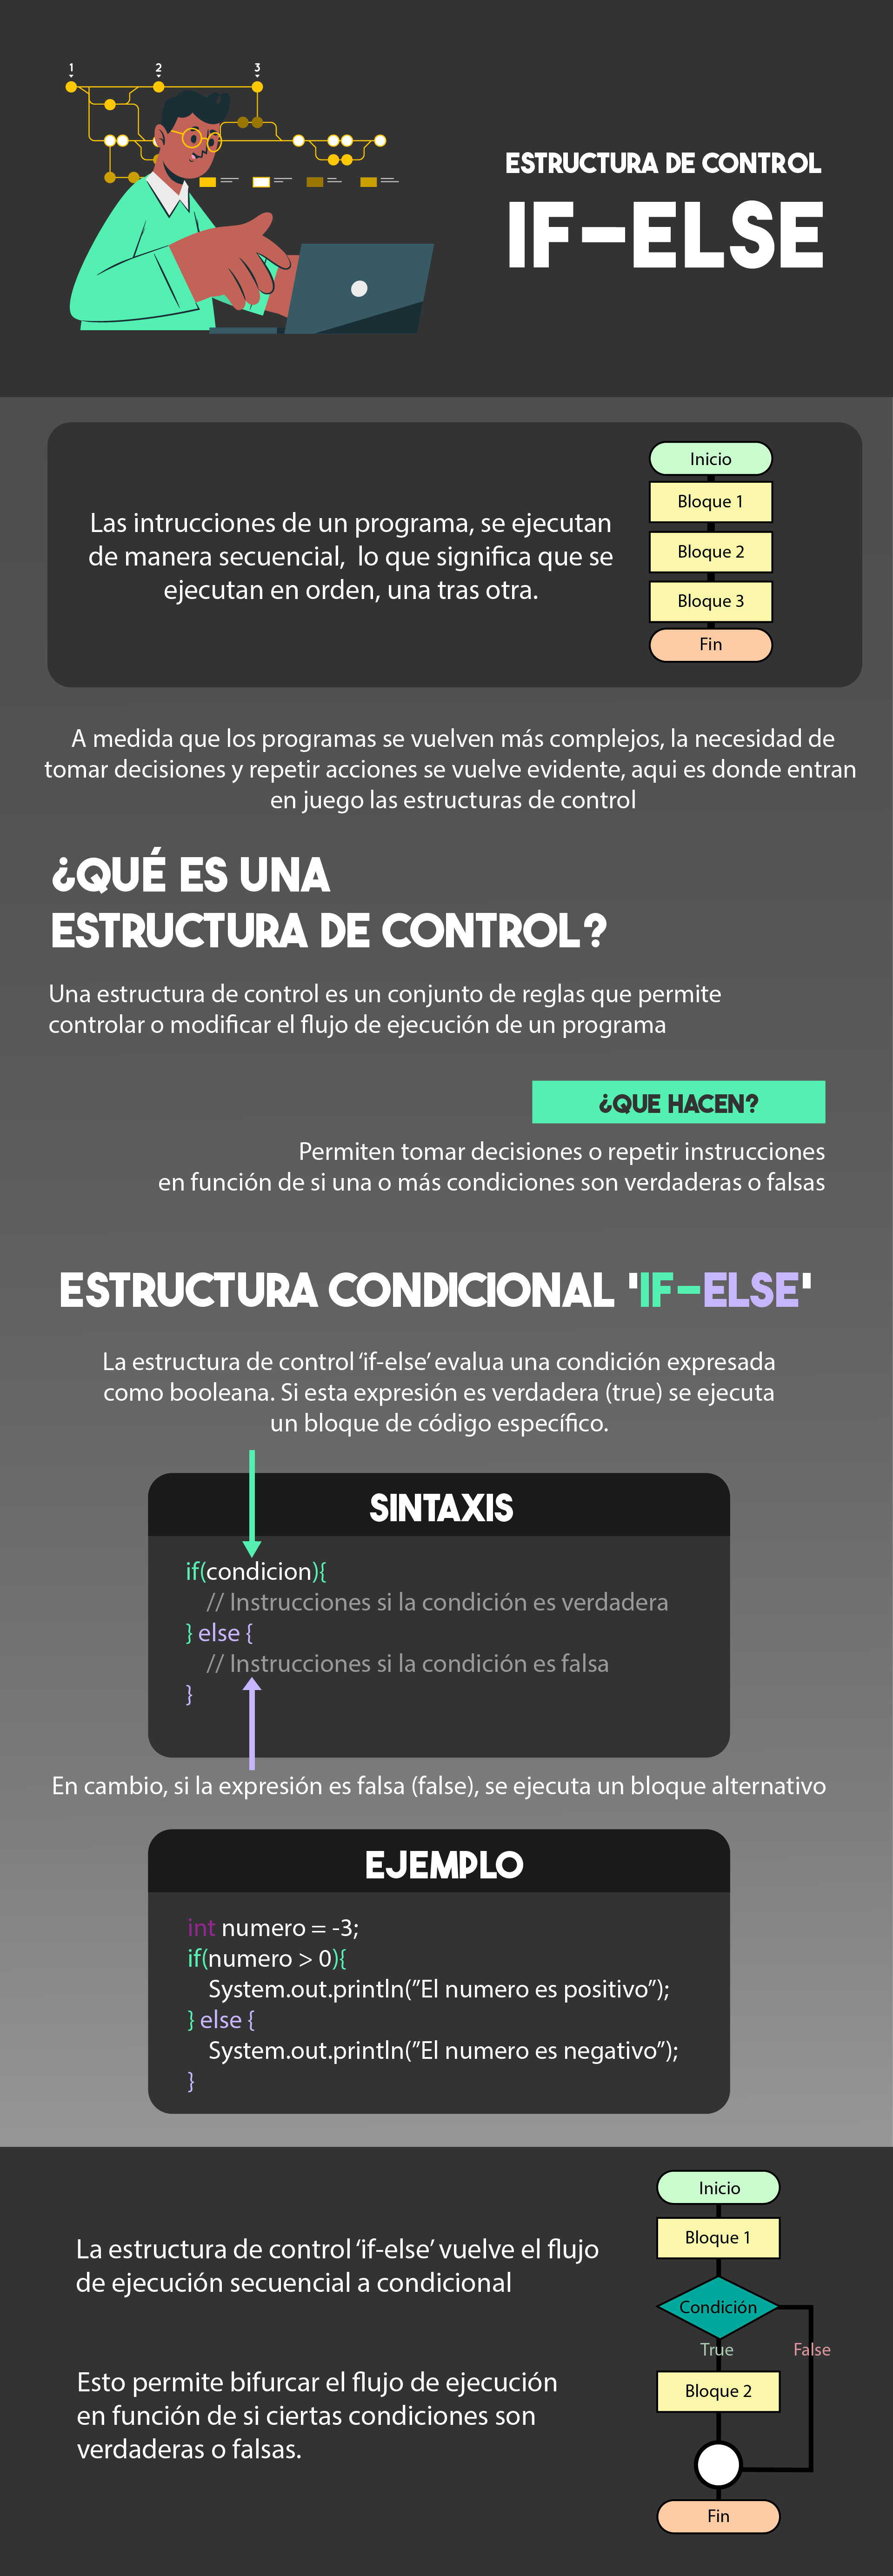 1 2 3
ESTRUCTURA DE CONTROL
IF-ELSE
Las intrucciones de un programa, se ejecutan
de manera secuencial, lo que significa que se
ejecutan en orden, una tras otra.
Inicio
Bloque 1
Bloque 2
Bloque 3
Fin
A medida que los programas se vuelven más complejos, la necesidad de
tomar decisiones y repetir acciones se vuelve evidente, aqui es donde entran
en juego las estructuras de control
¿QUÉ ES UNA
ESTRUCTURA DE CONTROL?
Una estructura de control es un conjunto de reglas que permite
controlar o modificar el flujo de ejecución de un programa
¿QUE HACEN?
Permiten tomar decisiones o repetir instrucciones
en función de si una o más condiciones son verdaderas o falsas
ESTRUCTURA CONDICIONAL 'IF-ELSE'
La estructura de control ‘if-else’ evalua una condición expresada
como booleana. Si esta expresión es verdadera (true) se ejecuta
un bloque de código específico.
SINTAXIS
if(condicion){
// Instrucciones si la condición es verdadera
} else {
// Instrucciones si la condición es falsa
}
En cambio, si la expresión es falsa (false), se ejecuta un bloque alternativo
EJEMPLO
int numero = -3;
if(numero > 0){
System.out.println(”El numero es positivo”);
} else {
System.out.println(”El numero es negativo”);
}
La estructura de control ‘if-else’ vuelve el flujo
de ejecución secuencial a condicional
Esto permite bifurcar el flujo de ejecución
en función de si ciertas condiciones son
verdaderas o falsas.
Inicio
Bloque 1
Condición
True False
Bloque 2
Fin